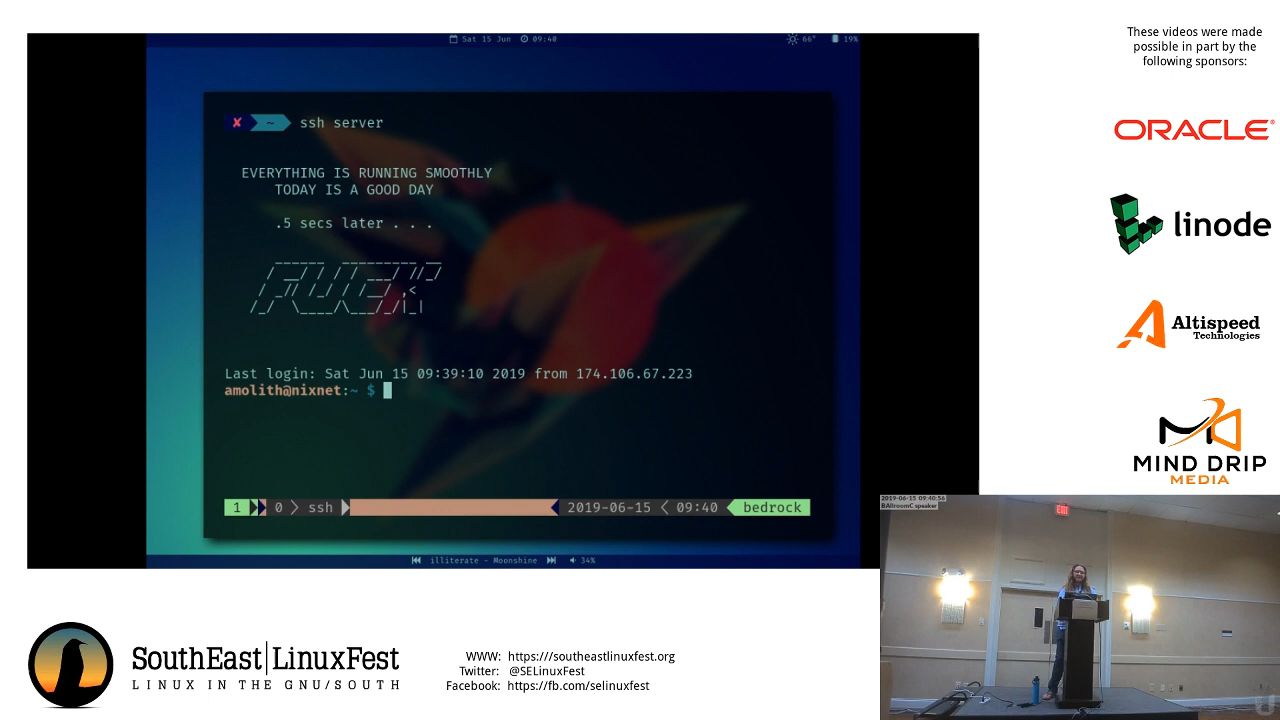 Sat 15 Jun 09:40 66° 19%
✘ ~ ssh server
EVERYTHING IS RUNNING SMOOTHLY
TODAY IS A GOOD DAY
.5 secs later . . .
FUCK
Last login: Sat Jun 15 09:39:10 2019 from 174.106.67.223
amolith@nixnet:~ $
1 0 ssh 2019-06-15 09:40 bedrock
illiterate - Moonshine 34%
These videos were made
possible in part by the
following sponsors:
ORACLE®
linode
Altispeed
Technologies
MIND DRIP
MEDIA
2019-06-15 09:40:56
BAllroomC speaker
Exit
SouthEast LinuxFest
LINUX IN THE GNU/SOUTH
WWW: https:///southeastlinuxfest.org
Twitter: @SELinuxFest
Facebook: https://fb.com/selinuxfest